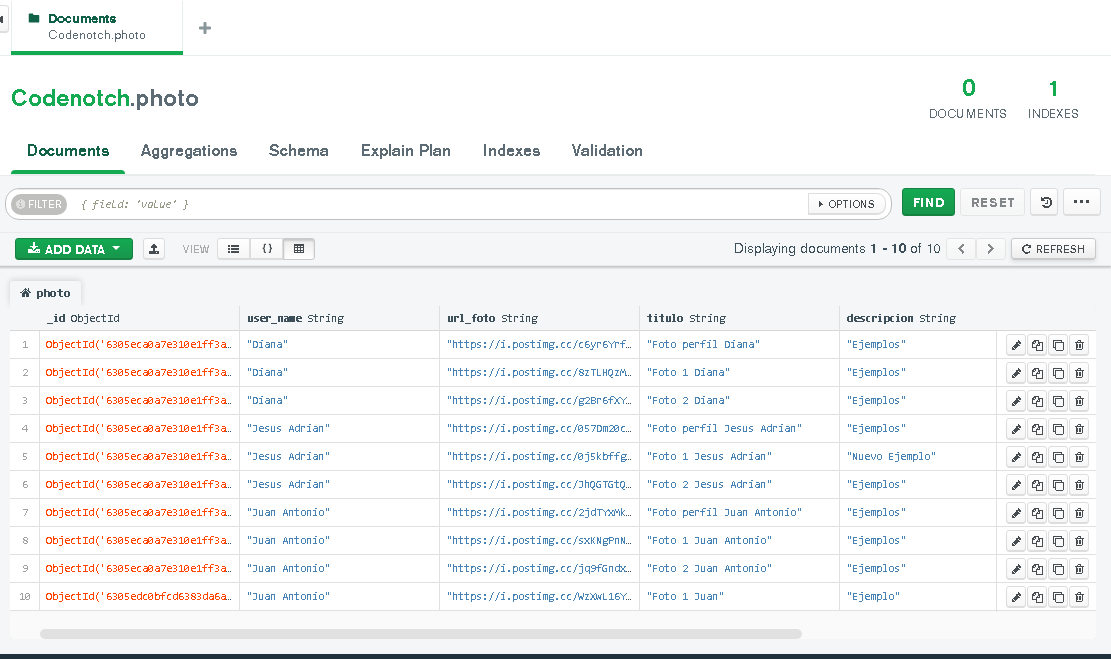 Documents
Codenotch.photo
Codenotch.photo
0
DOCUMENTS
1
INDEXES
Documents Aggregations Schema Explain Plan Indexes Validation
FILTER { field: 'value' } OPTIONS FIND RESET
ADD DATA VIEW {} Displaying documents 1 - 10 of 10 < > REFRESH
photo
_id ObjectId user_name String url_foto String titulo String descripcion String
1 ObjectId('6305eca0a7e310e1ff3a… "Diana" "https://i.postimg.cc/c6yr6Yrf… "Foto perfil Diana" "Ejemplos"
2 ObjectId('6305eca0a7e310e1ff3a… "Diana" "https://i.postimg.cc/8zTLHQzM… "Foto 1 Diana" "Ejemplos"
3 ObjectId('6305eca0a7e310e1ff3a… "Diana" "https://i.postimg.cc/g2Br6fXY… "Foto 2 Diana" "Ejemplos"
4 ObjectId('6305eca0a7e310e1ff3a… "Jesus Adrian" "https://i.postimg.cc/057Dm20c… "Foto perfil Jesus Adrian" "Ejemplos"
5 ObjectId('6305eca0a7e310e1ff3a… "Jesus Adrian" "https://i.postimg.cc/0j5kbffg… "Foto 1 Jesus Adrian" "Nuevo Ejemplo"
6 ObjectId('6305eca0a7e310e1ff3a… "Jesus Adrian" "https://i.postimg.cc/JhQGTGtQ… "Foto 2 Jesus Adrian" "Ejemplos"
7 ObjectId('6305eca0a7e310e1ff3a… "Juan Antonio" "https://i.postimg.cc/2jdTYxMk… "Foto perfil Juan Antonio" "Ejemplos"
8 ObjectId('6305eca0a7e310e1ff3a… "Juan Antonio" "https://i.postimg.cc/sxKNgPnN… "Foto 1 Juan Antonio" "Ejemplos"
9 ObjectId('6305eca0a7e310e1ff3a… "Juan Antonio" "https://i.postimg.cc/jq9fGndx… "Foto 2 Juan Antonio" "Ejemplos"
10 ObjectId('6305edc0bfcd6383da6a… "Juan Antonio" "https://i.postimg.cc/WzXwL16Y… "Foto 1 Juan" "Ejemplo"